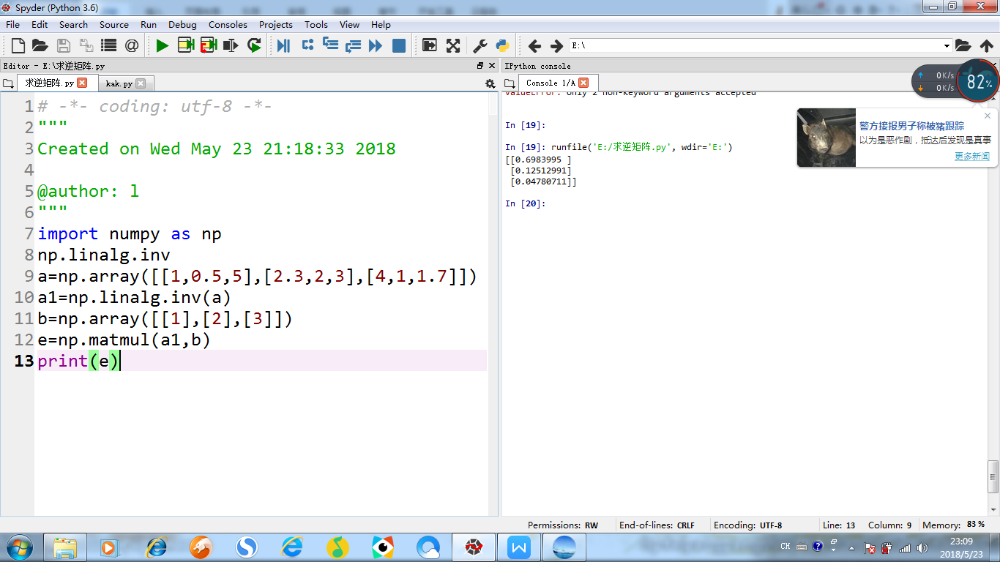 Spyder (Python 3.6)
File Edit Search Source Run Debug Consoles Projects Tools View Help
E:\
Editor - E:\求逆矩阵.py
IPython console
求逆矩阵.py
kak.py
Console 1/A
0K/s
0K/s
82%
1 # -*- coding: utf-8 -*-
2 """
3 Created on Wed May 23 21:18:33 2018
4
5 @author: l
6 """
7 import numpy as np
8 np.linalg.inv
9 a=np.array([[1,0.5,5],[2.3,2,3],[4,1,1.7]])
10 a1=np.linalg.inv(a)
11 b=np.array([[1],[2],[3]])
12 e=np.matmul(a1,b)
13 print(e)
ValueError: only 2 non-keyword arguments accepted
In [19]:
In [19]: runfile('E:/求逆矩阵.py', wdir='E:')
[[0.6983995 ]
[0.12512991]
[0.04780711]]
In [20]:
警方接报男子称被猪跟踪
以为是恶作剧，抵达后发现是真事
更多新闻
Permissions: RW End-of-lines: CRLF Encoding: UTF-8 Line: 13 Column: 9 Memory: 83 %
CH
23:09
2018/5/23